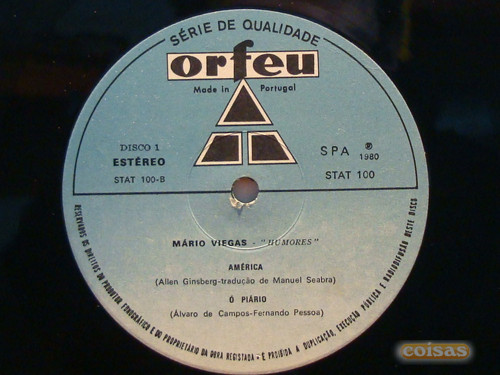 SÉRIE DE QUALIDADE
orfeu
Made in Portugal
DISCO 1
ESTÉREO
STAT 100-B
SPA ℗ 1980
STAT 100
MÁRIO VIEGAS - "HUMORES"
AMÉRICA
(Allen Ginsberg-tradução de Manuel Seabra)
Ó PIÁRIO
(Álvaro de Campos-Fernando Pessoa)
RESERVADOS OS DIREITOS DO PRODUTOR FONOGRÁFICO E DO PROPRIETÁRIO DA OBRA REGISTADA - É PROIBIDA A DUPLICAÇÃO, EXECUÇÃO PÚBLICA E RADIODIFUSÃO DESTE DISCO
coisas